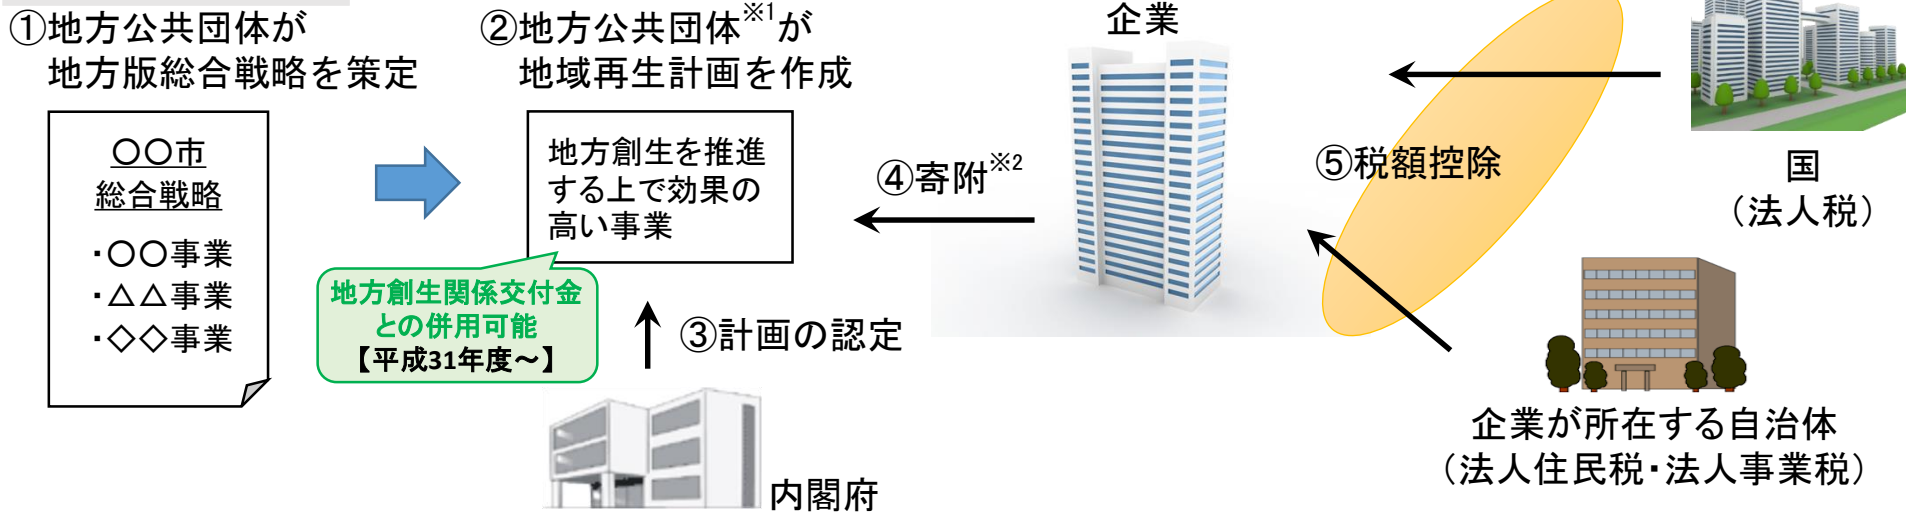 ①地方公共団体が
地方版総合戦略を策定
〇〇市
総合戦略
・〇〇事業
・△△事業
・◇◇事業
②地方公共団体※1が
地域再生計画を作成
地方創生を推進
する上で効果の
高い事業
地方創生関係交付金
との併用可能
【平成31年度～】
③計画の認定
内閣府
④寄附※2
企業
⑤税額控除
国
（法人税）
企業が所在する自治体
（法人住民税・法人事業税）